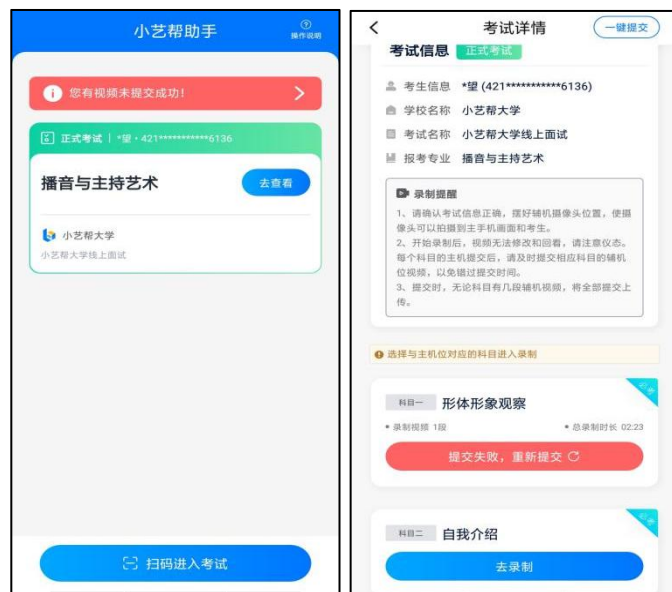 小艺帮助手
操作说明
您有视频未提交成功!
正式考试 | *望·421***********6136
播音与主持艺术
去查看
小艺帮大学
小艺帮大学线上面试
扫码进入考试
考试详情
一键提交
考试信息 正式考试
考生信息 *望 (421***********6136)
学校名称 小艺帮大学
考试名称 小艺帮大学线上面试
报考专业 播音与主持艺术
录制提醒
1、请确认考试信息正确，摆好辅机摄像头位置，使摄
像头可以拍摄到主手机画面和考生。
2、开始录制后，视频无法修改和回看，请注意仪态。
每个科目的主机提交后，请及时提交相应科目的辅机
位视频，以免错过提交时间。
3、提交时，无论科目有几段辅机视频，将全部提交上
传。
选择与主机位对应的科目进入录制
必考
科目一 形体形象观察
• 录制视频 1段 • 总录制时长 02:23
提交失败，重新提交
必考
科目二 自我介绍
去录制